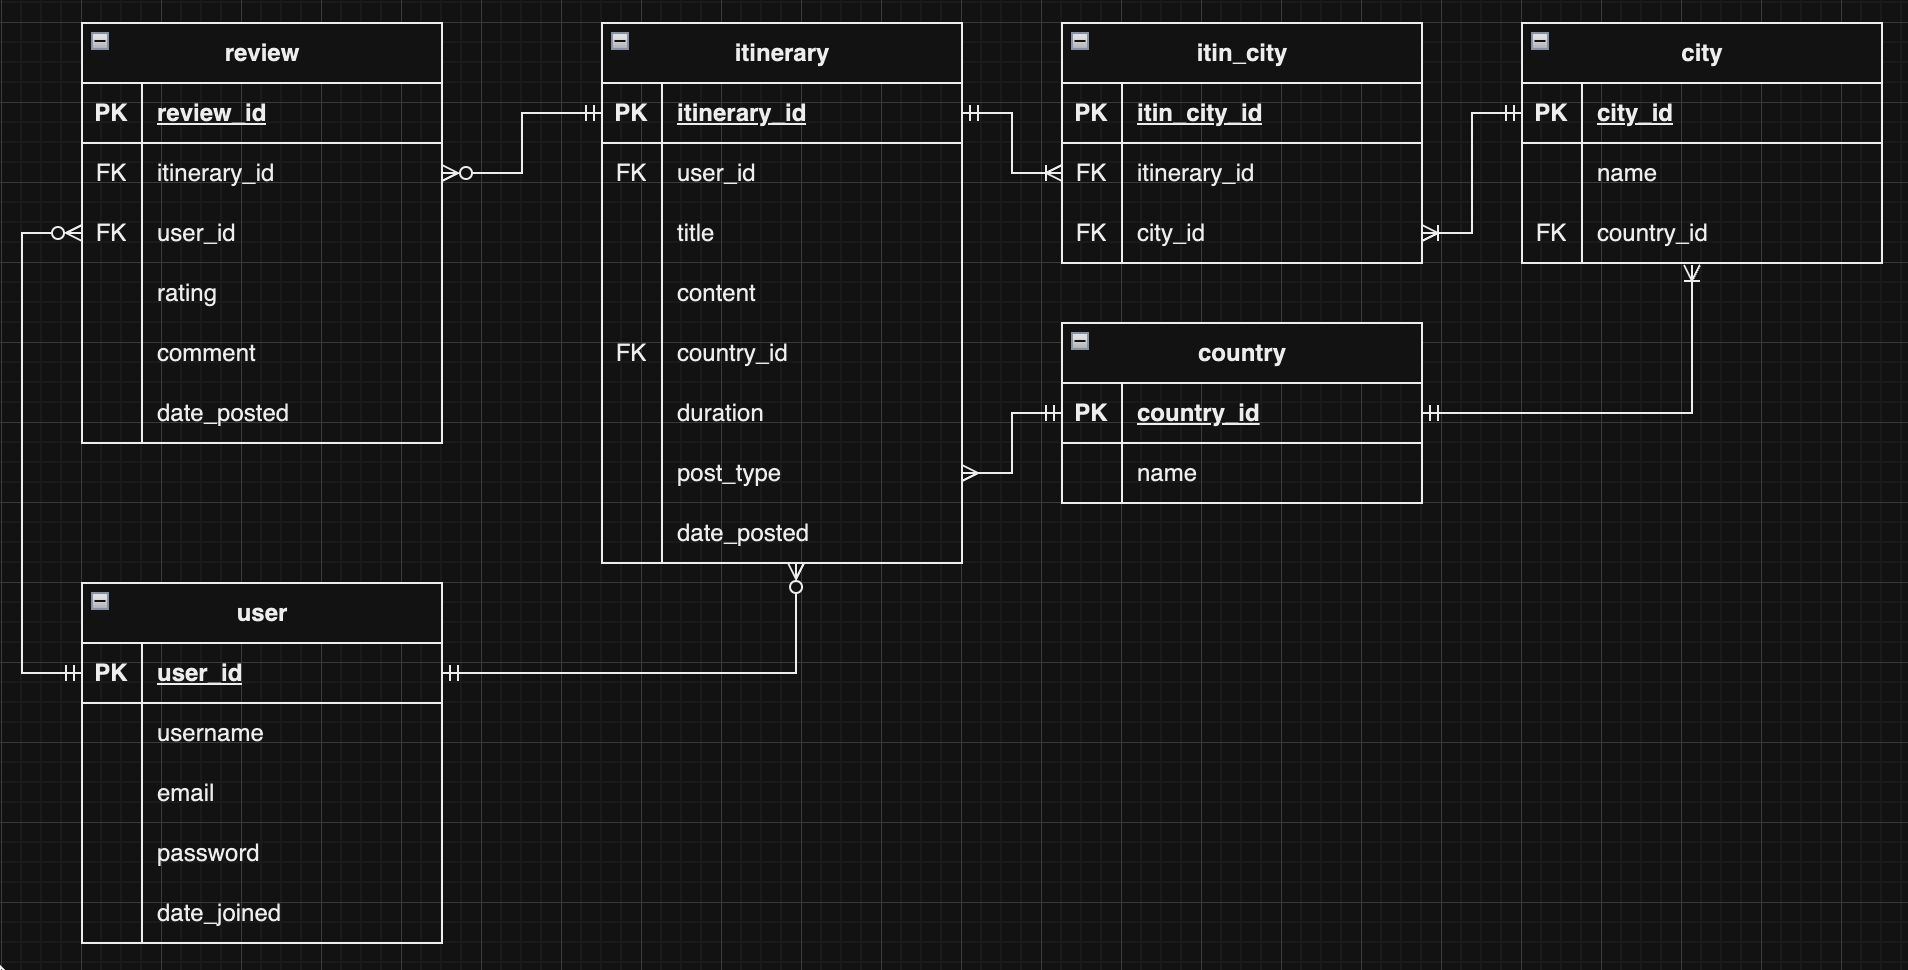 review
PK review_id
FK itinerary_id
FK user_id
rating
comment
date_posted
itinerary
PK itinerary_id
FK user_id
title
content
FK country_id
duration
post_type
date_posted
itin_city
PK itin_city_id
FK itinerary_id
FK city_id
city
PK city_id
name
FK country_id
country
PK country_id
name
user
PK user_id
username
email
password
date_joined